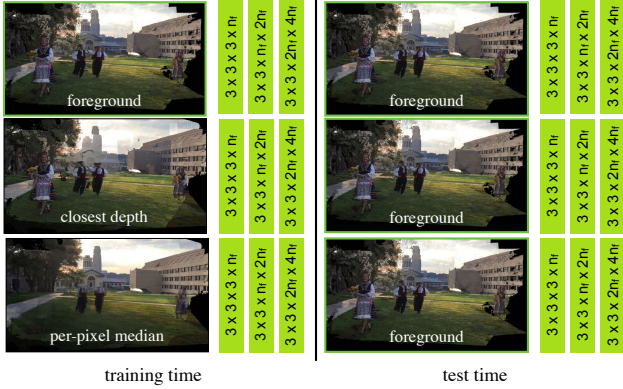 foreground
3 x 3 x 3 x nf
3 x 3 x nf x 2nf
3 x 3 x 2nf x 4nf
foreground
3 x 3 x 3 x nf
3 x 3 x nf x 2nf
3 x 3 x 2nf x 4nf
closest depth
3 x 3 x 3 x nf
3 x 3 x nf x 2nf
3 x 3 x 2nf x 4nf
foreground
3 x 3 x 3 x nf
3 x 3 x nf x 2nf
3 x 3 x 2nf x 4nf
per-pixel median
3 x 3 x 3 x nf
3 x 3 x nf x 2nf
3 x 3 x 2nf x 4nf
foreground
3 x 3 x 3 x nf
3 x 3 x nf x 2nf
3 x 3 x 2nf x 4nf
training time
test time